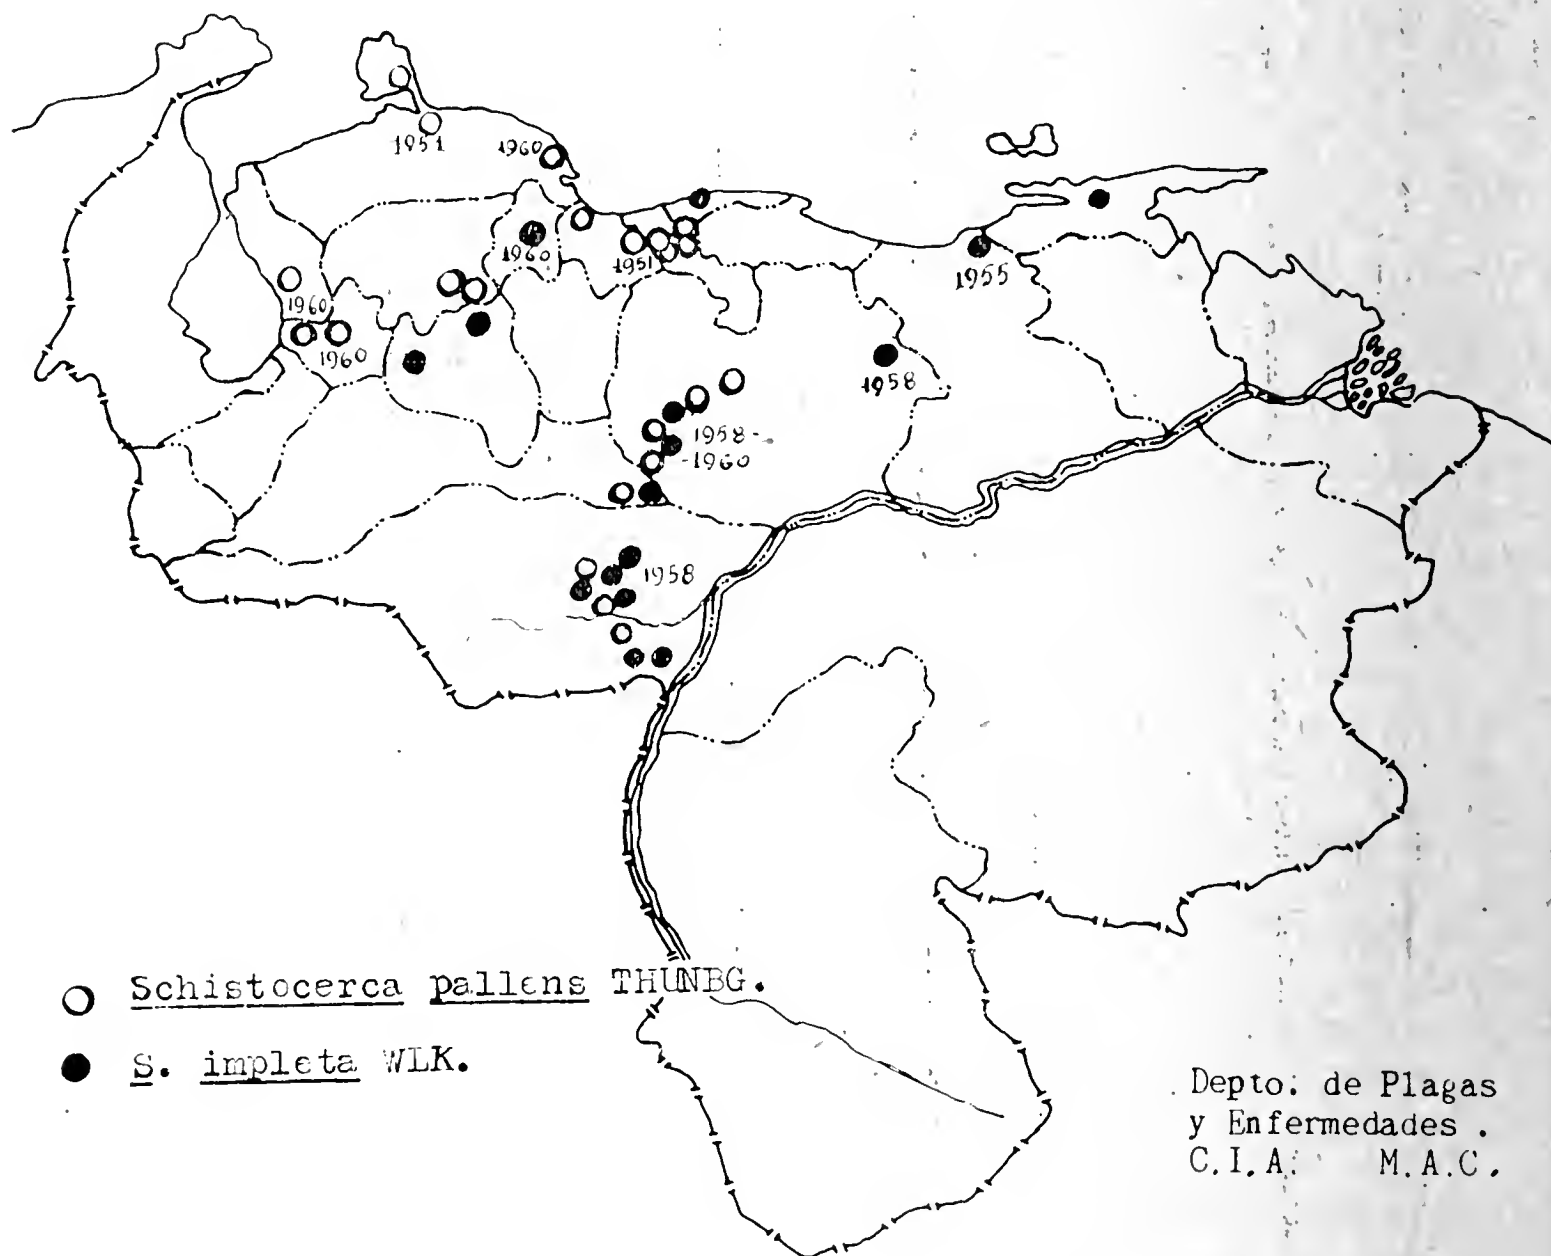 1951
1960
1960
1951
1955
1960
1960
1958
1958-
-1960
1958
Schistocerca pallens THUNBG.
S. impleta WLK.
Depto. de Plagas
y Enfermedades.
C.I.A. M.A.C.